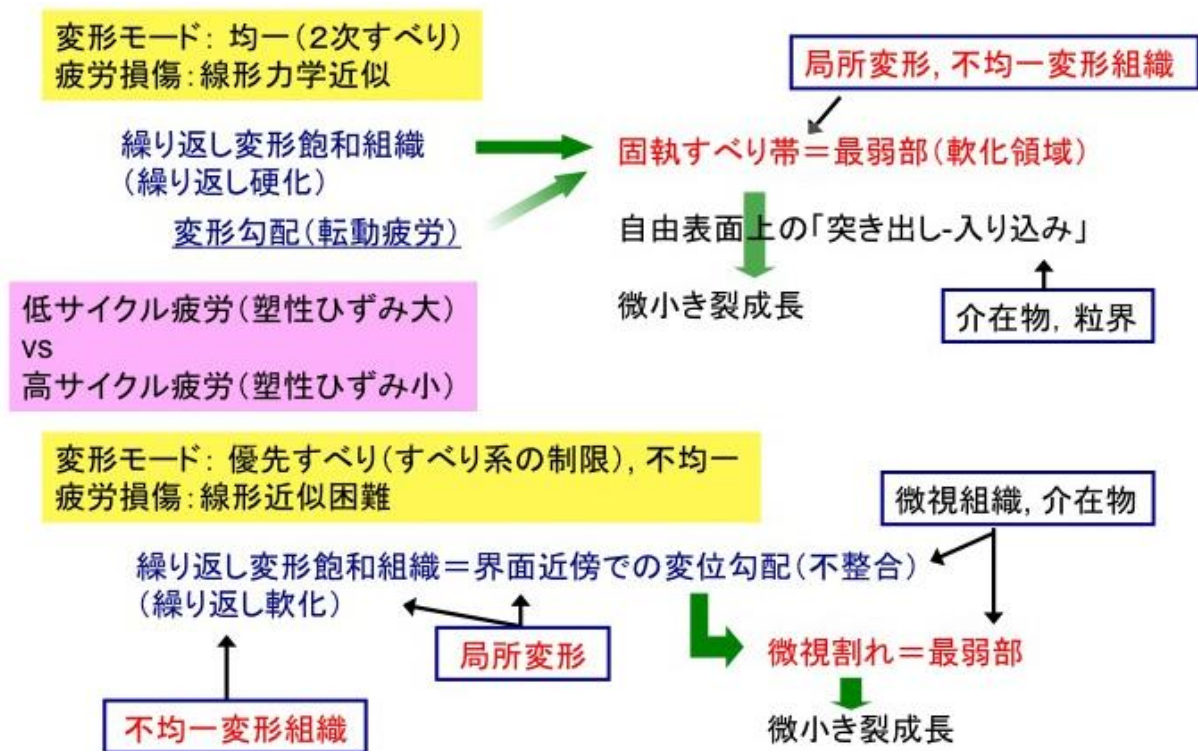 変形モード： 均一（２次すべり）
疲労損傷：線形力学近似
局所変形, 不均一変形組織
繰り返し変形飽和組織
（繰り返し硬化）
固執すべり帯＝最弱部（軟化領域）
変形勾配（転動疲労）
自由表面上の「突き出し-入り込み」
微小き裂成長
介在物, 粒界
低サイクル疲労（塑性ひずみ大）
vs
高サイクル疲労（塑性ひずみ小）
変形モード： 優先すべり（すべり系の制限）, 不均一
疲労損傷：線形近似困難
微視組織, 介在物
繰り返し変形飽和組織＝界面近傍での変位勾配（不整合）
（繰り返し軟化）
局所変形
微視割れ＝最弱部
不均一変形組織
微小き裂成長